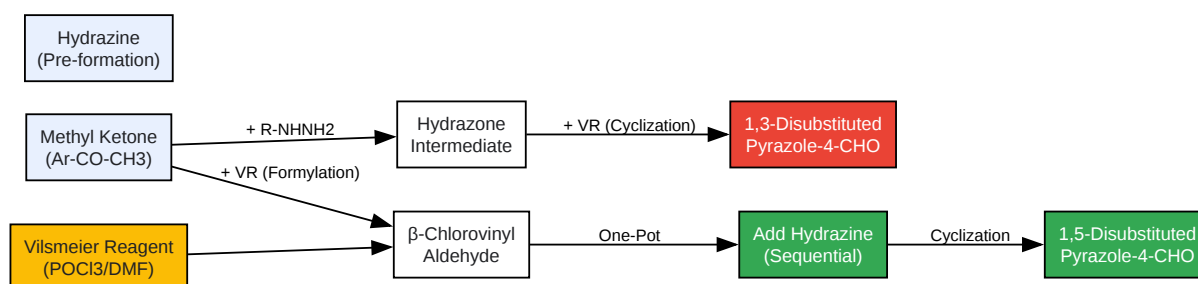 Hydrazine
(Pre-formation)
Methyl Ketone
(Ar-CO-CH3)
+ R-NHNH2
Hydrazone
Intermediate
+ VR (Cyclization)
1,3-Disubstituted
Pyrazole-4-CHO
+ VR (Formylation)
Vilsmeier Reagent
(POCl3/DMF)
β-Chlorovinyl
Aldehyde
One-Pot
Add Hydrazine
(Sequential)
Cyclization
1,5-Disubstituted
Pyrazole-4-CHO